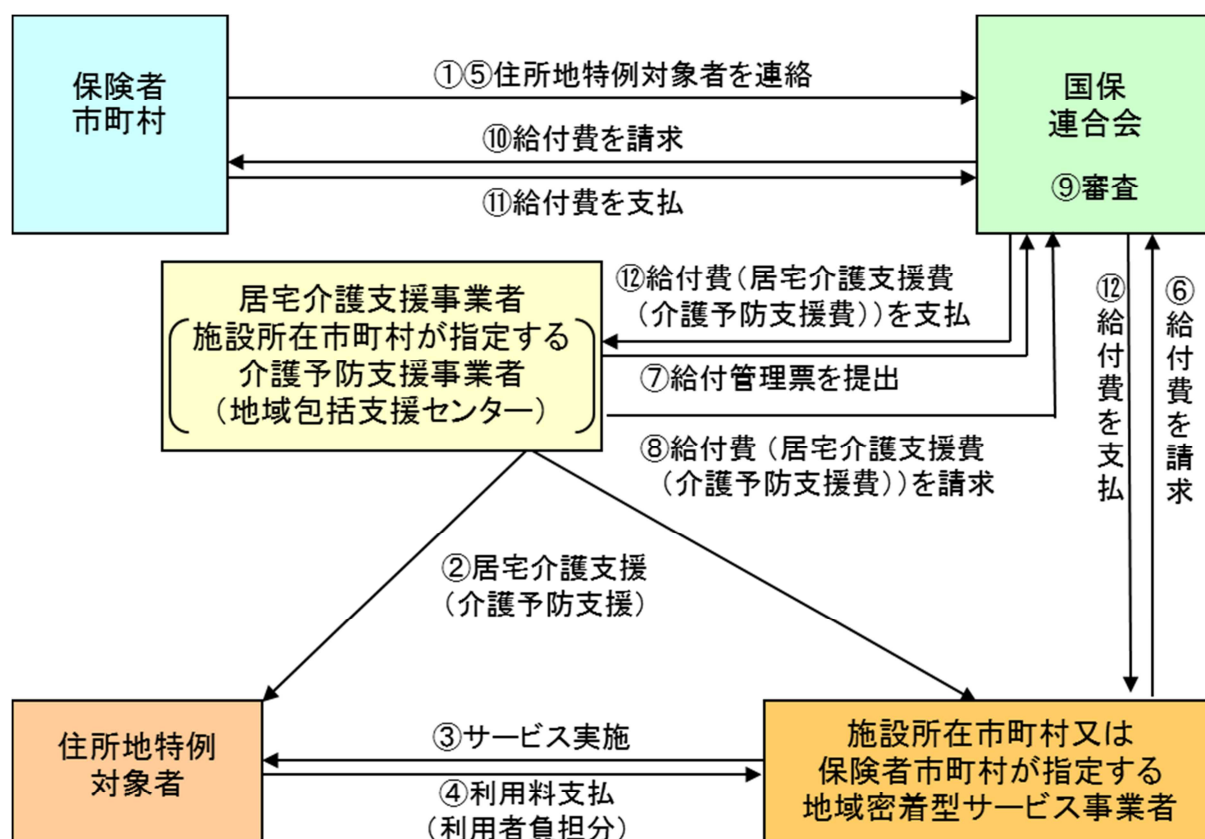 保険者
市町村
①⑤住所地特例対象者を連絡
⑩給付費を請求
⑪給付費を支払
国保
連合会
⑨審査
居宅介護支援事業者
施設所在市町村が指定する
介護予防支援事業者
(地域包括支援センター)
⑫給付費(居宅介護支援費
(介護予防支援費))を支払
⑦給付管理票を提出
⑧給付費 (居宅介護支援費
(介護予防支援費))を請求
⑫給付費を支払
⑥給付費を請求
②居宅介護支援
(介護予防支援)
住所地特例
対象者
③サービス実施
④利用料支払
(利用者負担分)
施設所在市町村又は
保険者市町村が指定する
地域密着型サービス事業者